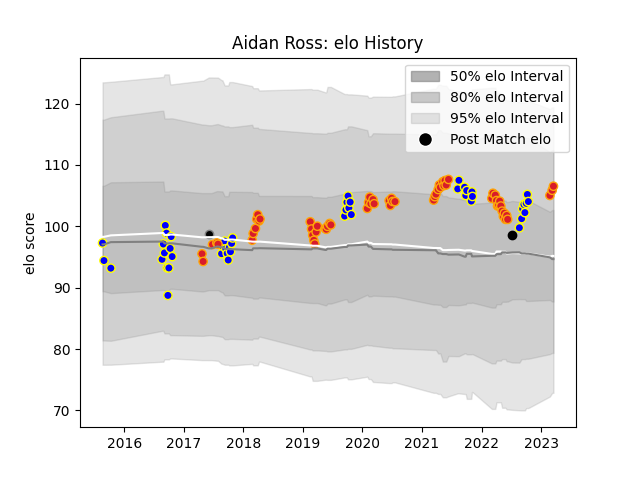 Aidan Ross: elo History
50% elo Interval
80% elo Interval
95% elo Interval
Post Match elo
elo score
120
110
100
90
80
70
2016 2017 2018 2019 2020 2021 2022 2023